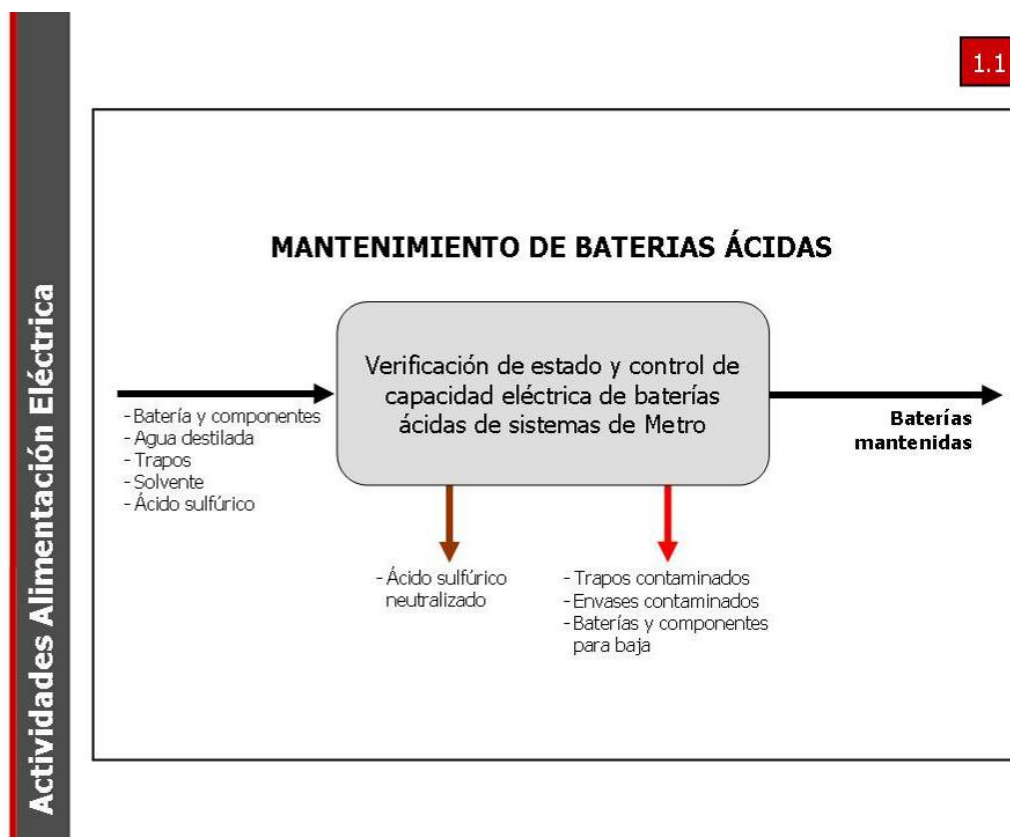 1.1
Actividades Alimentación Eléctrica
MANTENIMIENTO DE BATERIAS ÁCIDAS
Verificación de estado y control de
capacidad eléctrica de baterías
ácidas de sistemas de Metro
- Batería y componentes
- Agua destilada
- Trapos
- Solvente
- Ácido sulfúrico
Baterías
mantenidas
- Ácido sulfúrico
neutralizado
- Trapos contaminados
- Envases contaminados
- Baterías y componentes
para baja